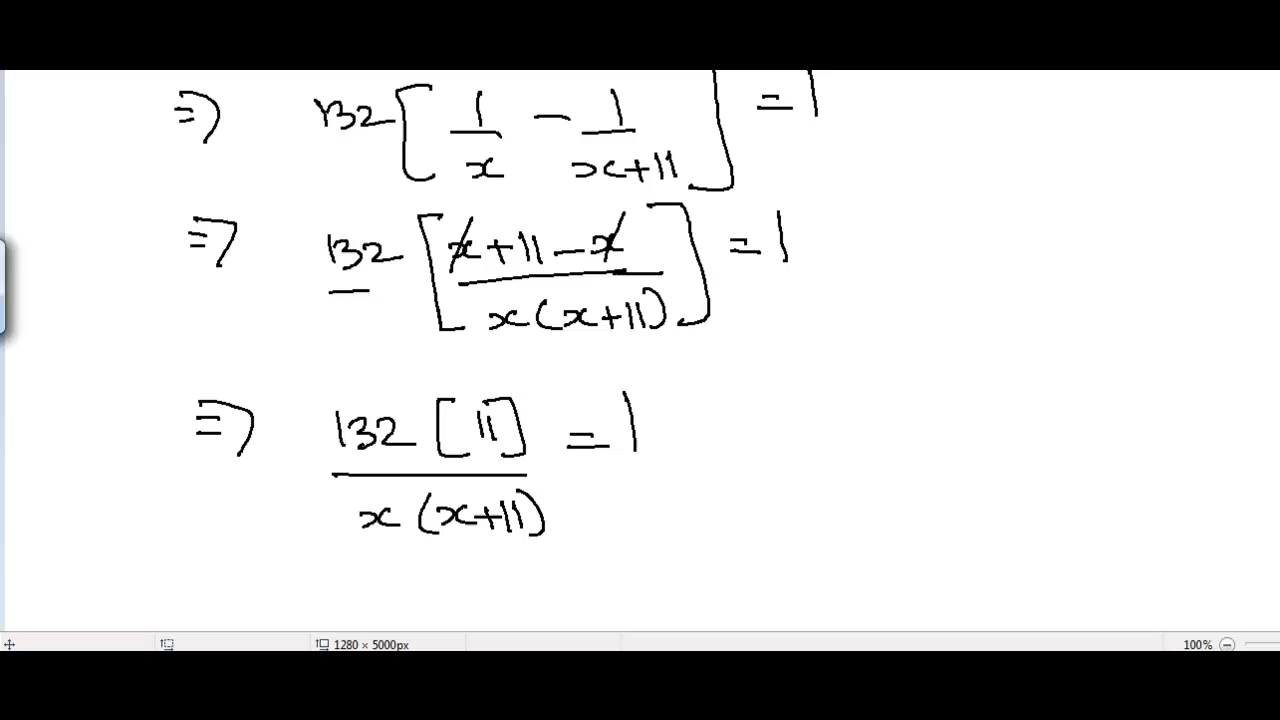 ⇒ 132 [ 1/x - 1/(x+11) ] = 1
⇒ 132 [ (x+11-x)/(x(x+11)) ] = 1
⇒ 132[11]/(x(x+11)) = 1
1280 × 5000px 100%